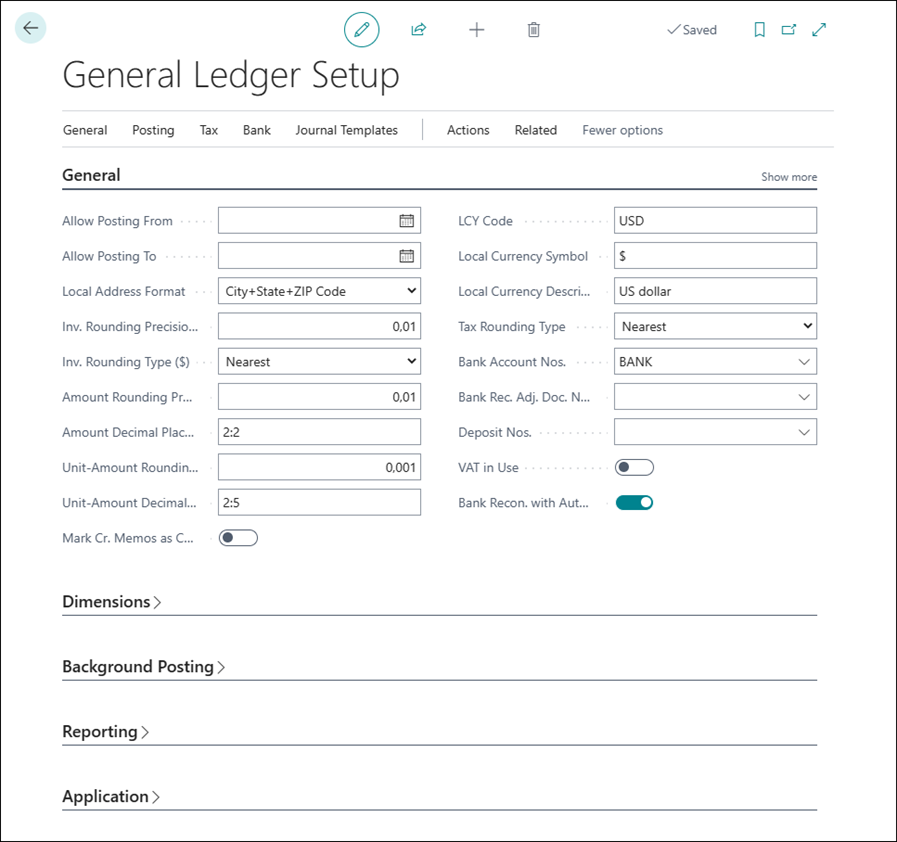 Saved
General Ledger Setup
General Posting Tax Bank Journal Templates Actions Related Fewer options
General Show more
Allow Posting From
Allow Posting To
Local Address Format City+State+ZIP Code
Inv. Rounding Precisio... 0,01
Inv. Rounding Type ($) Nearest
Amount Rounding Pr... 0,01
Amount Decimal Plac... 2:2
Unit-Amount Roundin... 0,001
Unit-Amount Decimal... 2:5
Mark Cr. Memos as C...
LCY Code USD
Local Currency Symbol $
Local Currency Descri... US dollar
Tax Rounding Type Nearest
Bank Account Nos. BANK
Bank Rec. Adj. Doc. N...
Deposit Nos.
VAT in Use
Bank Recon. with Aut...
Dimensions
Background Posting
Reporting
Application